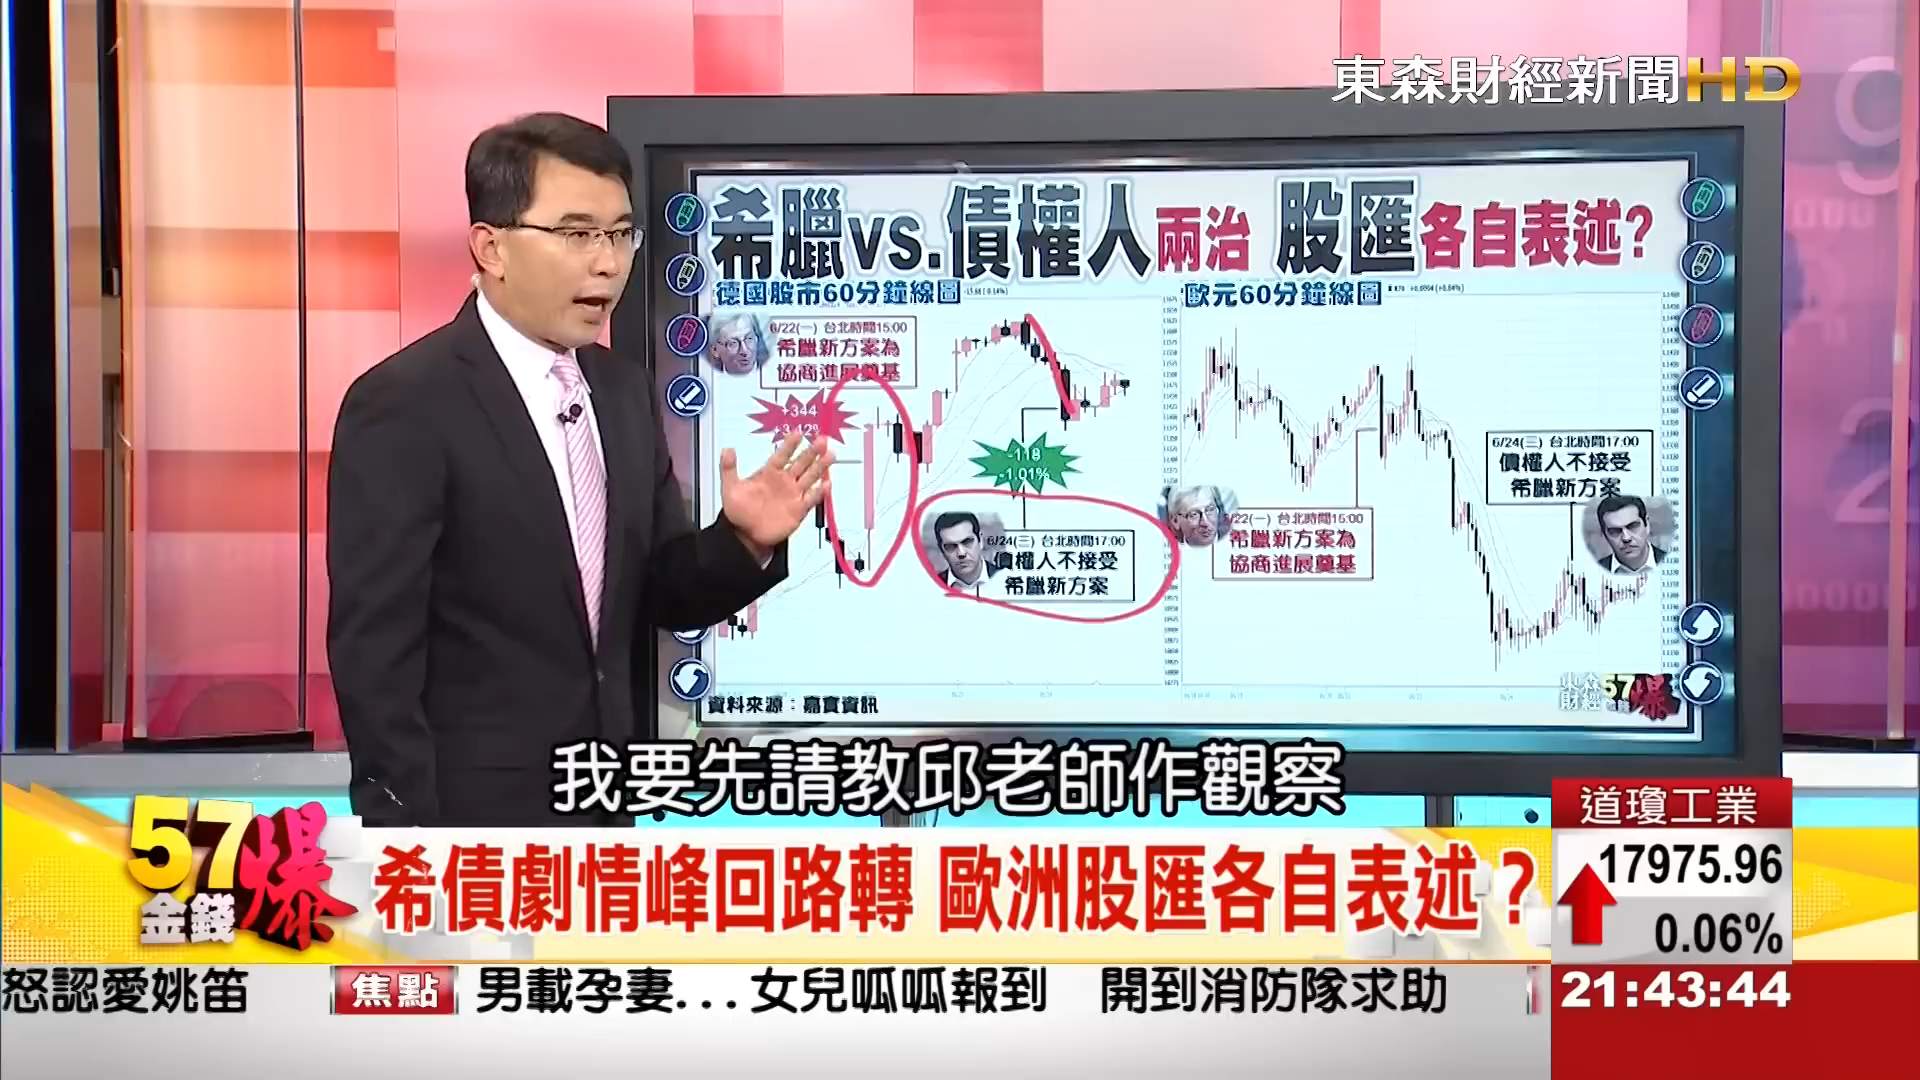 東森財經新聞HD
希臘vs.債權人兩治 股匯各自表述?
德國股市60分鐘線圖
6/22(一) 台北時間15:00
希臘新方案為
協商進展奠基
+344
+3.42%
-118
-1.01%
6/24(三) 台北時間17:00
債權人不接受
希臘新方案
資料來源：嘉實資訊
歐元60分鐘線圖
6/24(三) 台北時間17:00
債權人不接受
希臘新方案
/22(一) 台北時間15:00
希臘新方案為
協商進展奠基
57爆
我要先請教邱老師作觀察
57金錢爆
希債劇情峰回路轉 歐洲股匯各自表述？
道瓊工業
17975.96
0.06%
怒認愛姚笛 焦點 男載孕妻...女兒呱呱報到 開到消防隊求助
21:43:44